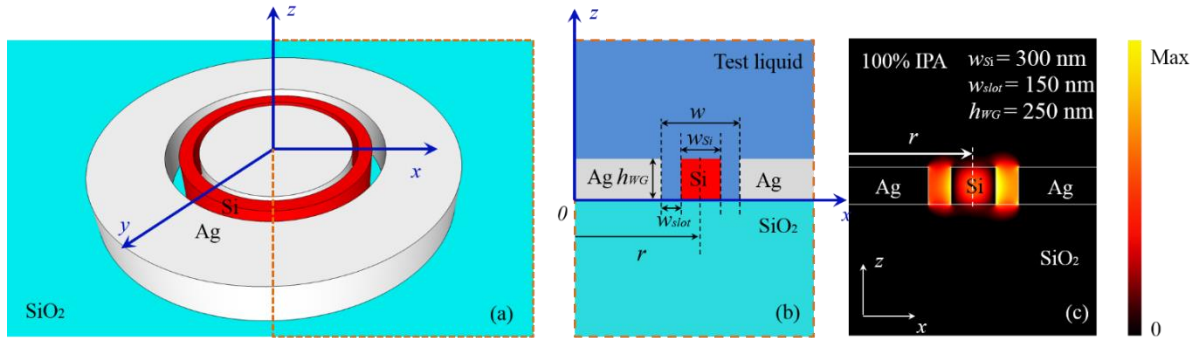 z
x
y
Si
Ag
SiO₂
(a)
z
Test liquid
w
wSi
Ag
hWG
Si
Ag
0
x
wslot
SiO₂
r
(b)
100% IPA
wSi = 300 nm
wslot = 150 nm
hWG = 250 nm
r
Ag
Si
Ag
SiO₂
z
x
(c)
Max
0